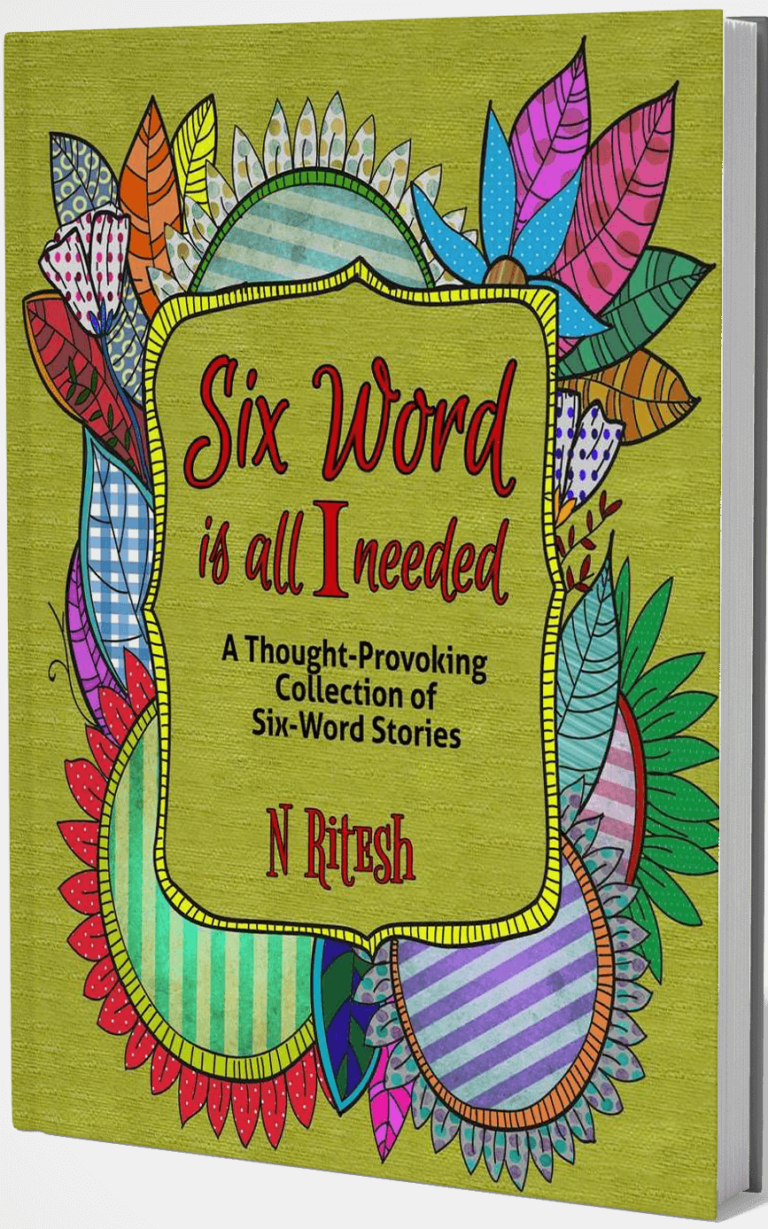 Six Word
is all I needed
A Thought-Provoking
Collection of
Six-Word Stories
N Ritesh